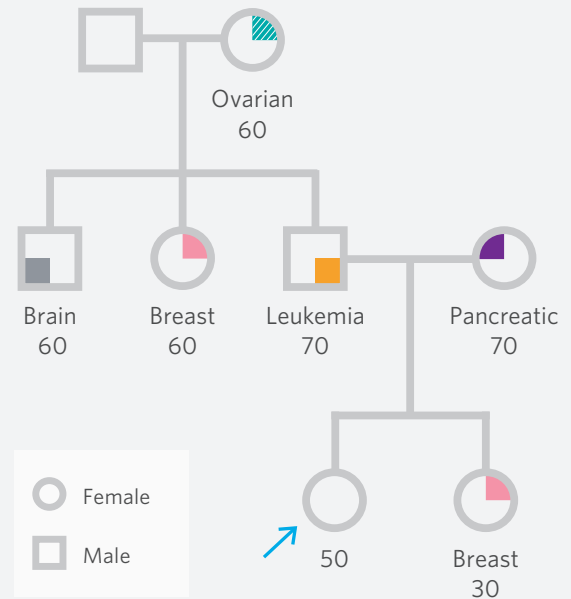 Ovarian
60
Brain
60
Breast
60
Leukemia
70
Pancreatic
70
Female
Male
50
Breast
30